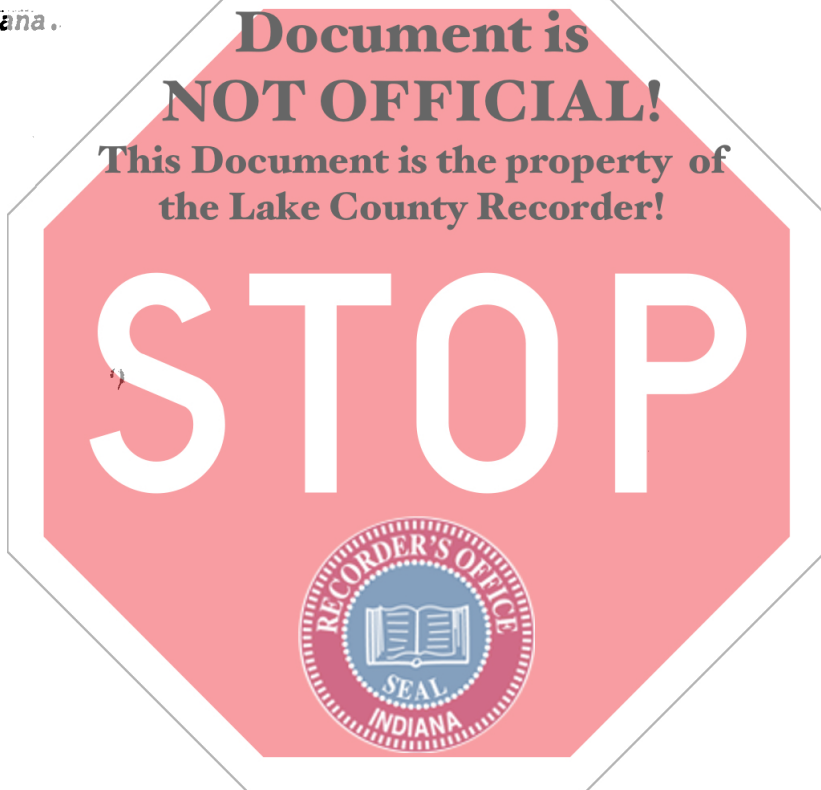 ana.
Document is
NOT OFFICIAL!
This Document is the property of
the Lake County Recorder!
STOP
RECORDER'S OFFICE
SEAL
INDIANA